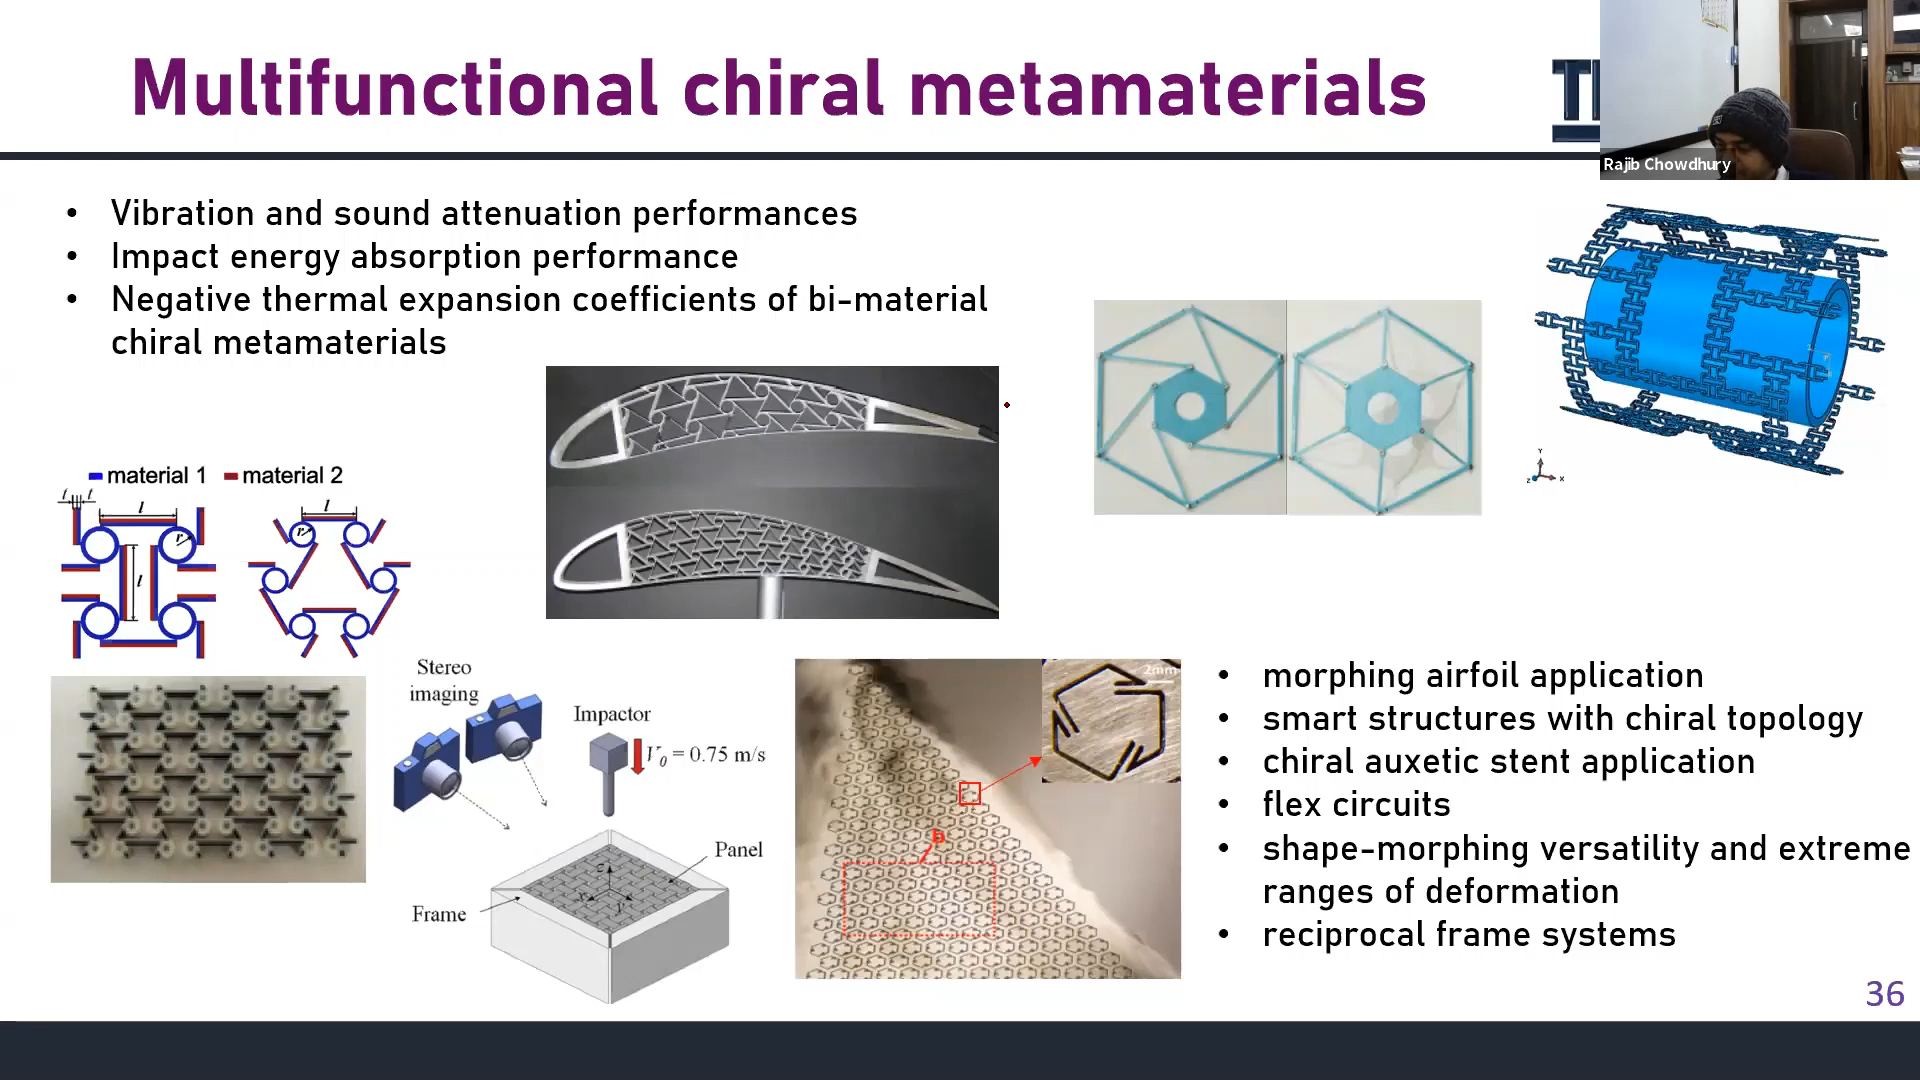 Multifunctional chiral metamaterials
Rajib Chowdhury
• Vibration and sound attenuation performances
• Impact energy absorption performance
• Negative thermal expansion coefficients of bi-material
chiral metamaterials
material 1 material 2
t t
l
r
l
l
r
Y
Z X
Stereo
imaging
Impactor
V0 = 0.75 m/s
Panel
Frame
z
x y
2mm
b
• morphing airfoil application
• smart structures with chiral topology
• chiral auxetic stent application
• flex circuits
• shape-morphing versatility and extreme
ranges of deformation
• reciprocal frame systems
36